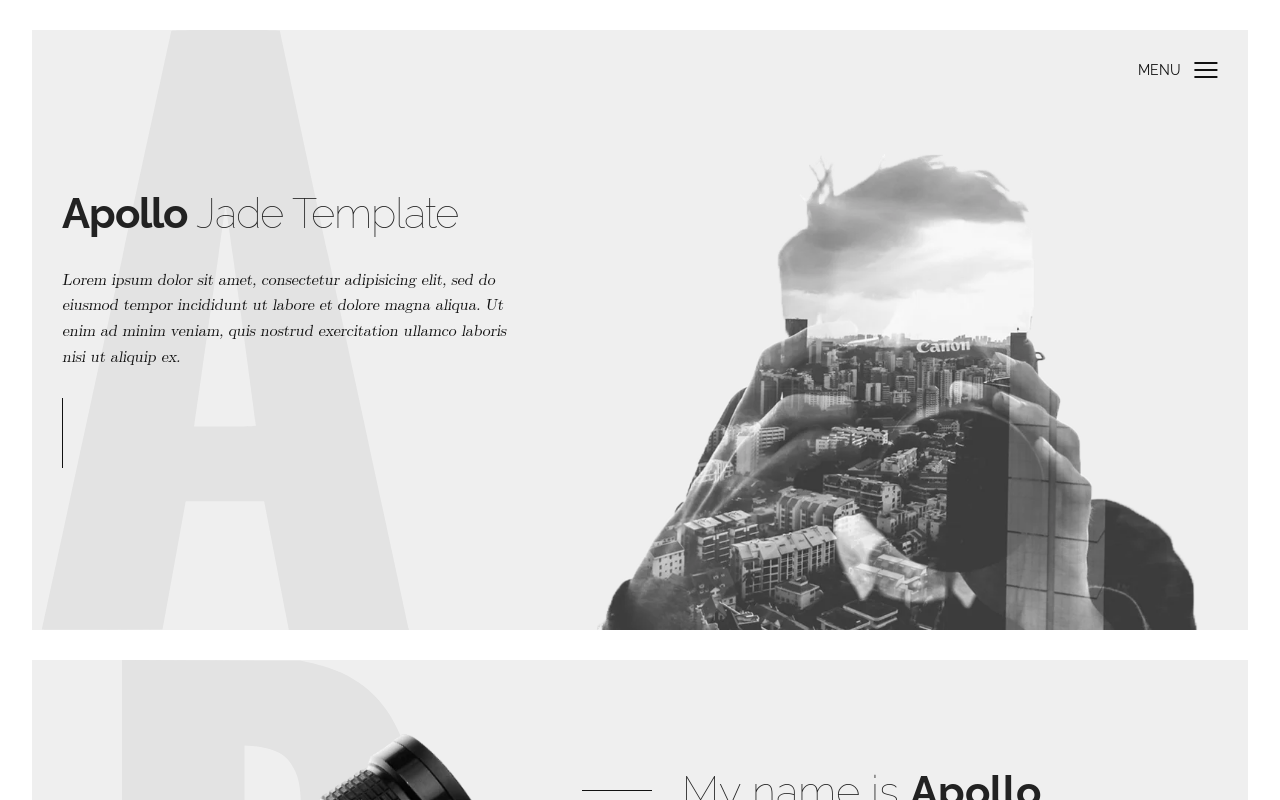 MENU
Apollo Jade Template
Lorem ipsum dolor sit amet, consectetur adipisicing elit, sed do
eiusmod tempor incididunt ut labore et dolore magna aliqua. Ut
enim ad minim veniam, quis nostrud exercitation ullamco laboris
nisi ut aliquip ex.
Canon
My name is Apollo